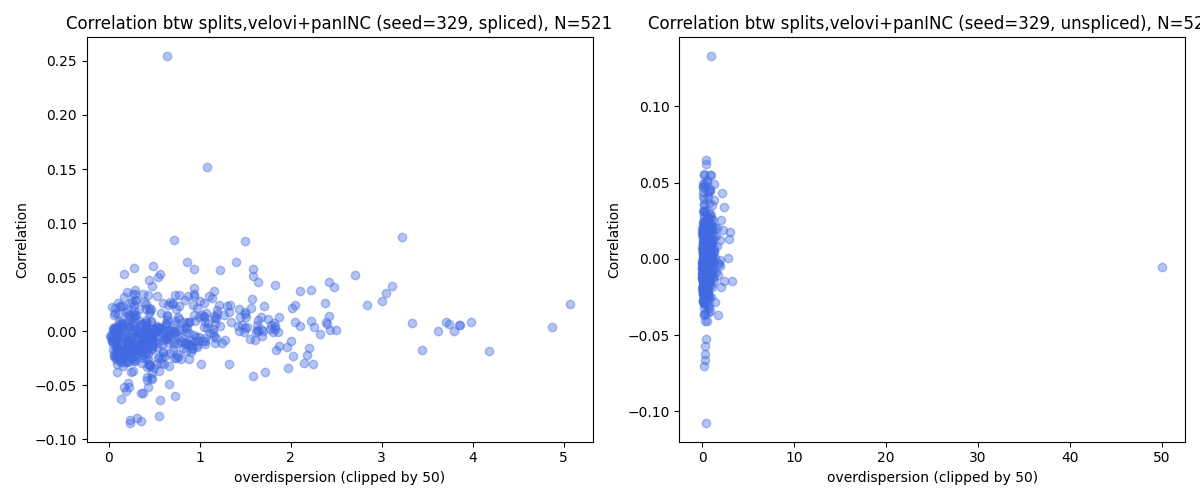 Correlation btw splits,velovi+panINC (seed=329, spliced), N=521
Correlation
0.25
0.20
0.15
0.10
0.05
0.00
−0.05
−0.10
0 1 2 3 4 5
overdispersion (clipped by 50)
Correlation btw splits,velovi+panINC (seed=329, unspliced), N=52
Correlation
0.10
0.05
0.00
−0.05
−0.10
0 10 20 30 40 50
overdispersion (clipped by 50)